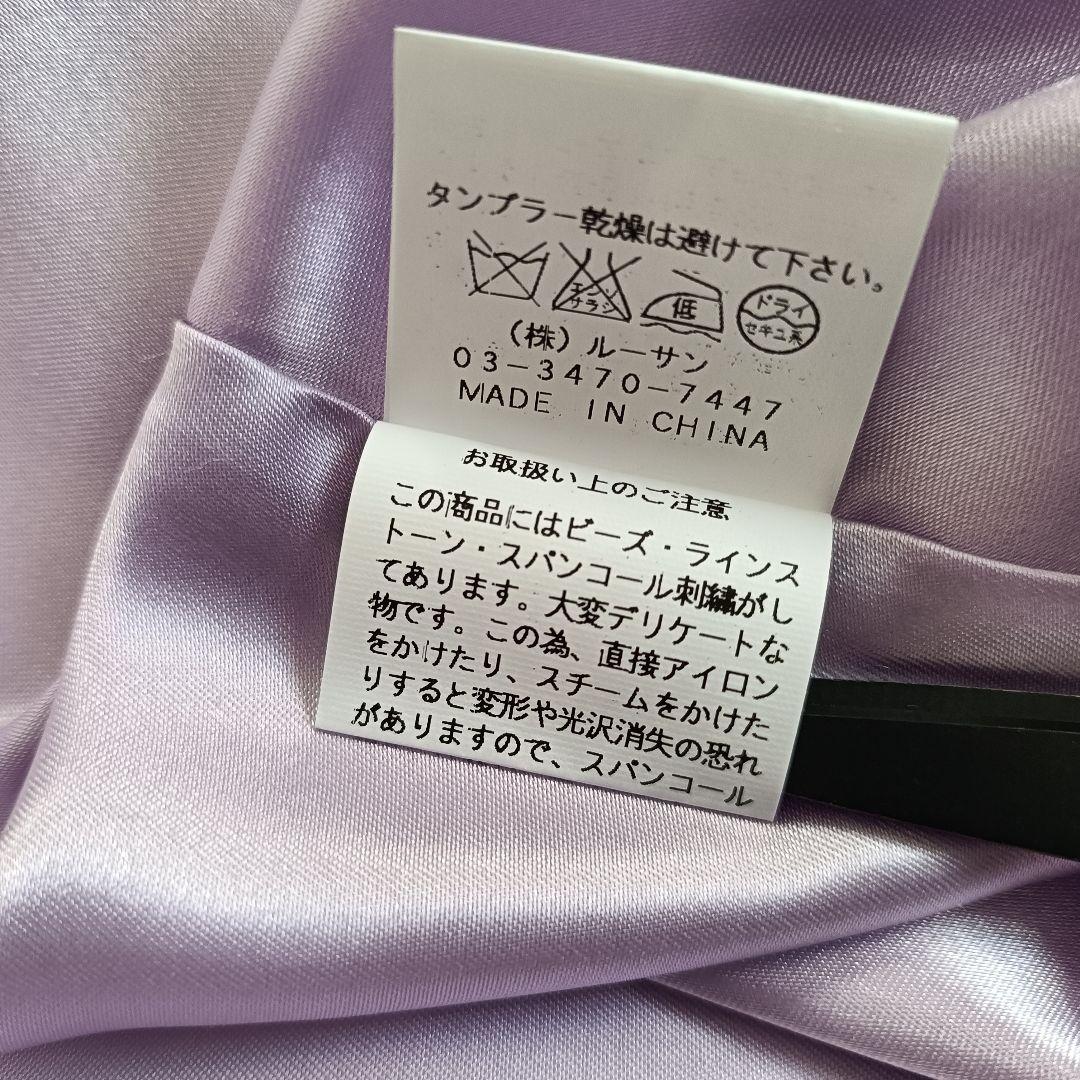 タンブラー乾燥は避けて下さい。
エンソ
サラシ
低
ドライ
セキユ系
(株)ルーサン
03-3470-7447
MADE IN CHINA
お取扱い上のご注意
この商品にはビーズ・ラインス
トーン・スパンコール刺繍がし
てあります。大変デリケートな
物です。この為、直接アイロン
をかけたり、スチームをかけた
りすると変形や光沢消失の恐れ
がありますので、スパンコール